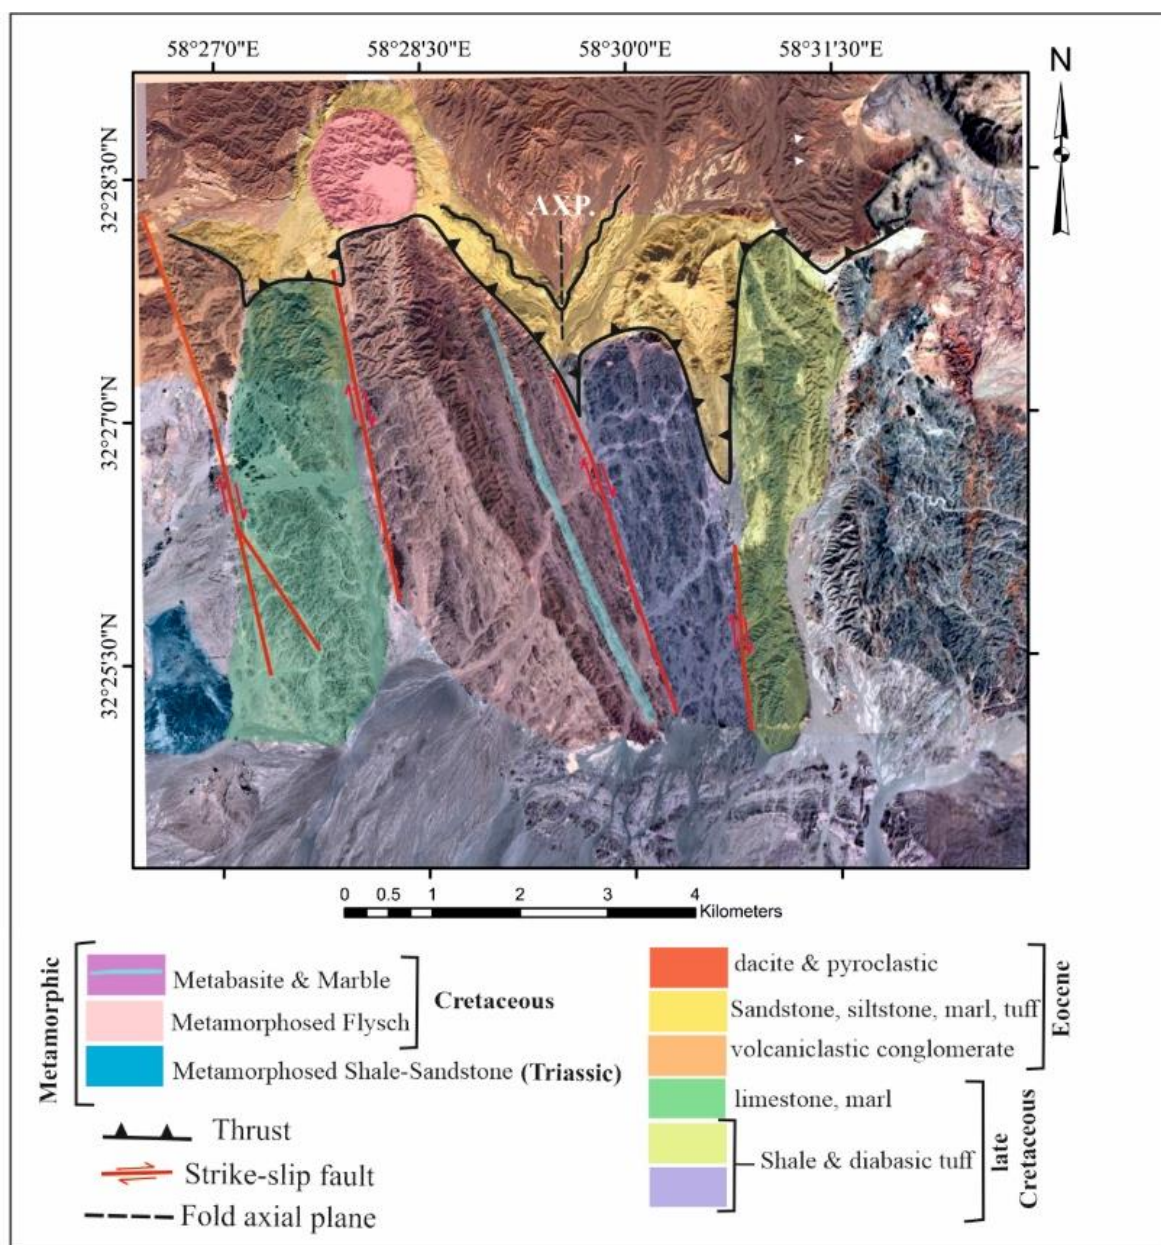 58°27'0"E 58°28'30"E 58°30'0"E 58°31'30"E
N
32°28'30"N
AXP.
32°27'0"N
32°25'30"N
0 0.5 1 2 3 4
Kilometers
Metamorphic
Metabasite & Marble
Metamorphosed Flysch
Cretaceous
Metamorphosed Shale-Sandstone (Triassic)
Thrust
Strike-slip fault
Fold axial plane
dacite & pyroclastic
Sandstone, siltstone, marl, tuff
volcaniclastic conglomerate
Eocene
limestone, marl
Shale & diabasic tuff
late
Cretaceous